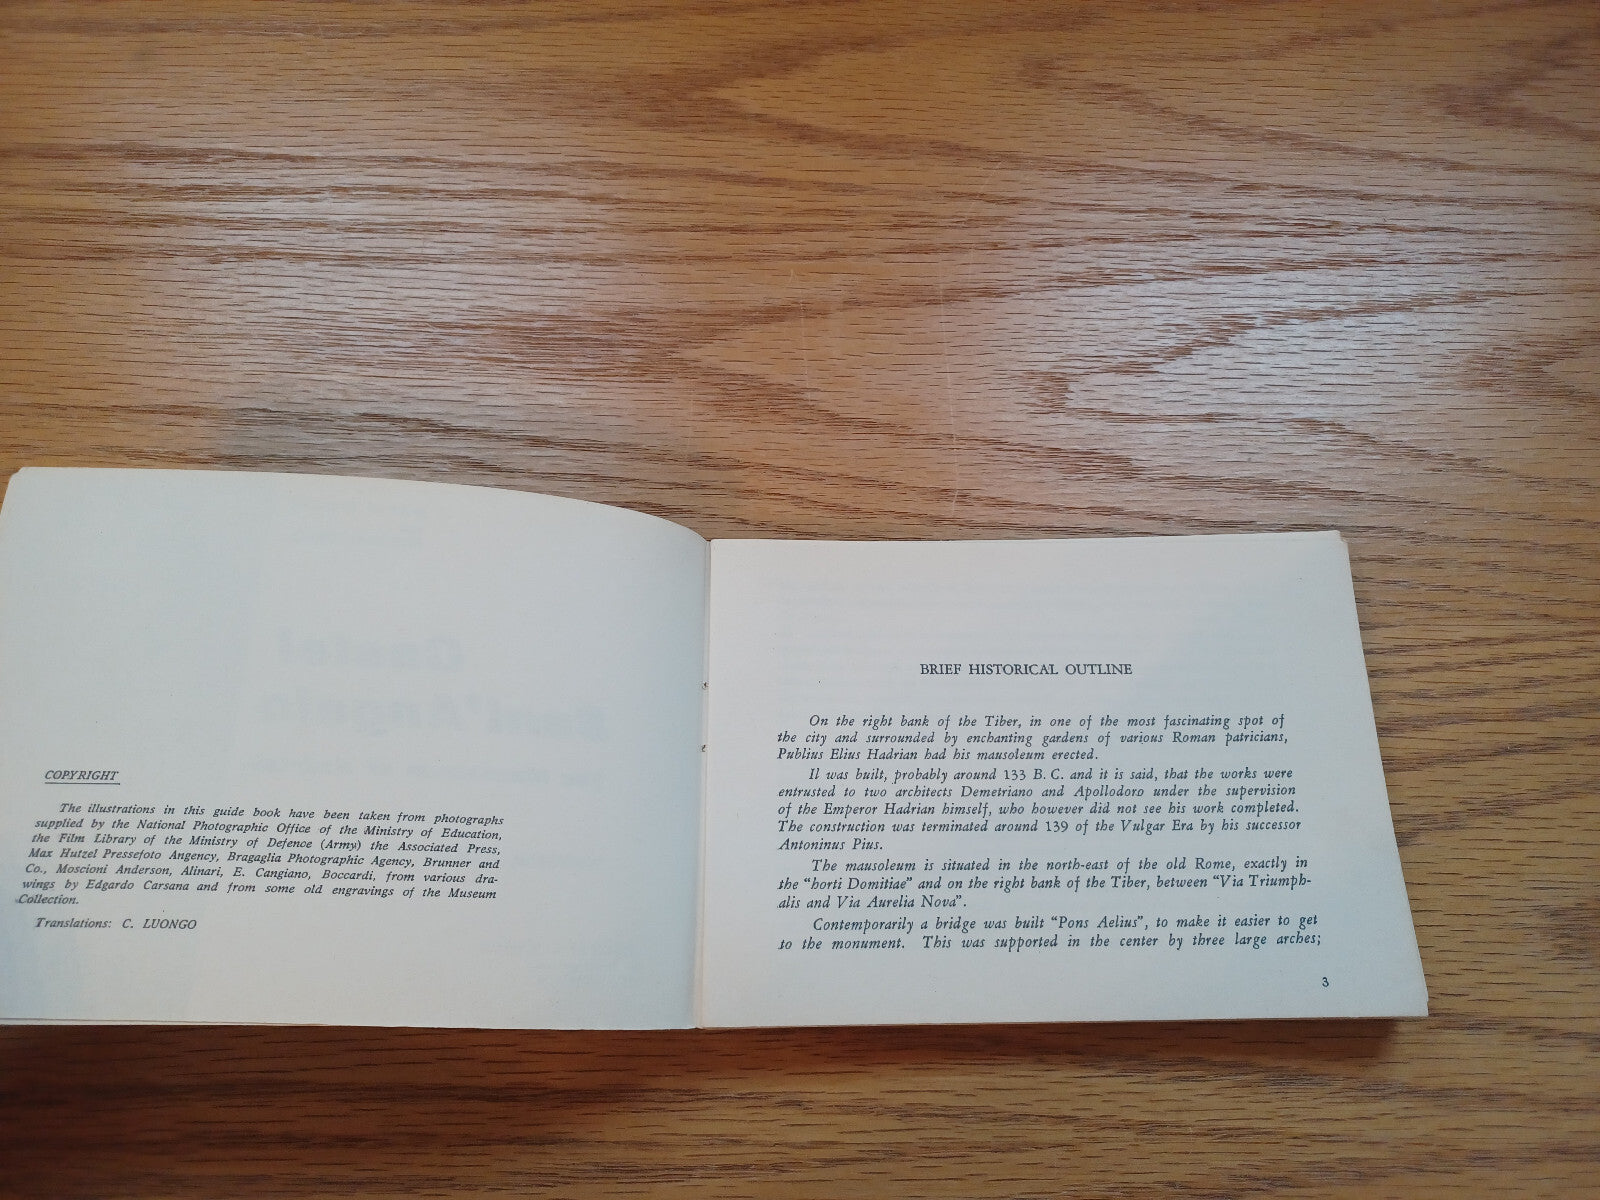 COPYRIGHT
The illustrations in this guide book have been taken from photographs
supplied by the National Photographic Office of the Ministry of Education,
the Film Library of the Ministry of Defence (Army) the Associated Press,
Max Hutzel Pressefoto Angency, Bragaglia Photographic Agency, Brunner and
Co., Moscioni Anderson, Alinari, E. Cangiano, Boccardi, from various dra-
wings by Edgardo Carsana and from some old engravings of the Museum
Collection.
Translations: C. LUONGO
BRIEF HISTORICAL OUTLINE
On the right bank of the Tiber, in one of the most fascinating spot of
the city and surrounded by enchanting gardens of various Roman patricians,
Publius Elius Hadrian had his mausoleum erected.
Il was built, probably around 133 B. C. and it is said, that the works were
entrusted to two architects Demetriano and Apollodoro under the supervision
of the Emperor Hadrian himself, who however did not see his work completed.
The construction was terminated around 139 of the Vulgar Era by his successor
Antoninus Pius.
The mausoleum is situated in the north-east of the old Rome, exactly in
the “horti Domitiae” and on the right bank of the Tiber, between “Via Triumph-
alis and Via Aurelia Nova”.
Contemporarily a bridge was built “Pons Aelius”, to make it easier to get
to the monument. This was supported in the center by three large arches;
3